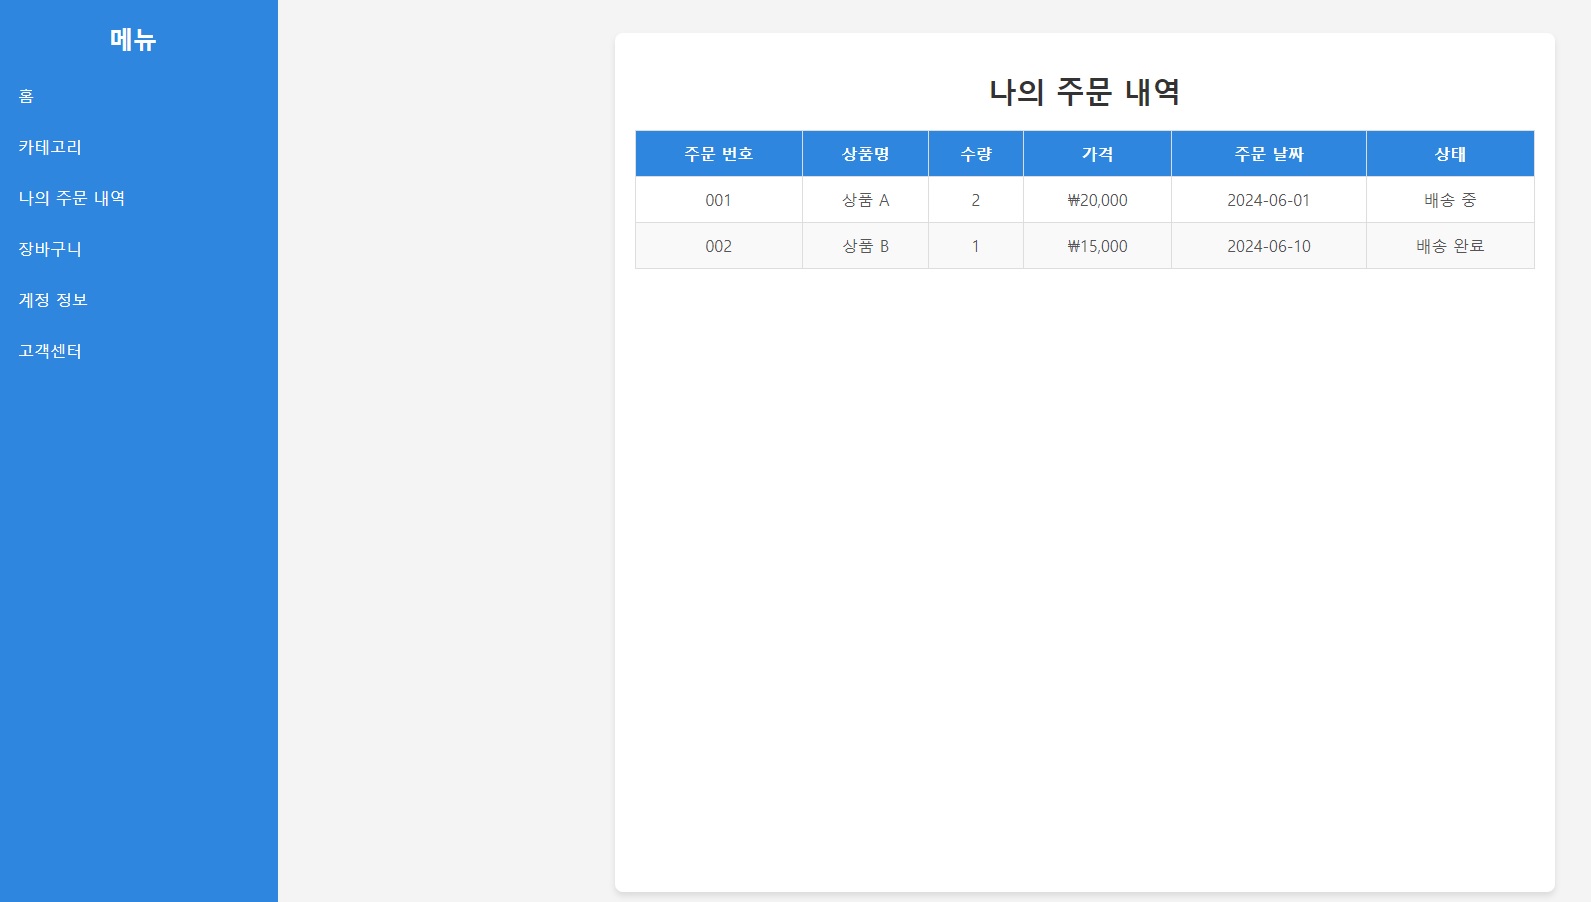 메뉴
홈
카테고리
나의 주문 내역
장바구니
계정 정보
고객센터
나의 주문 내역
주문 번호 상품명 수량 가격 주문 날짜 상태
001 상품 A 2 ₩20,000 2024-06-01 배송 중
002 상품 B 1 ₩15,000 2024-06-10 배송 완료